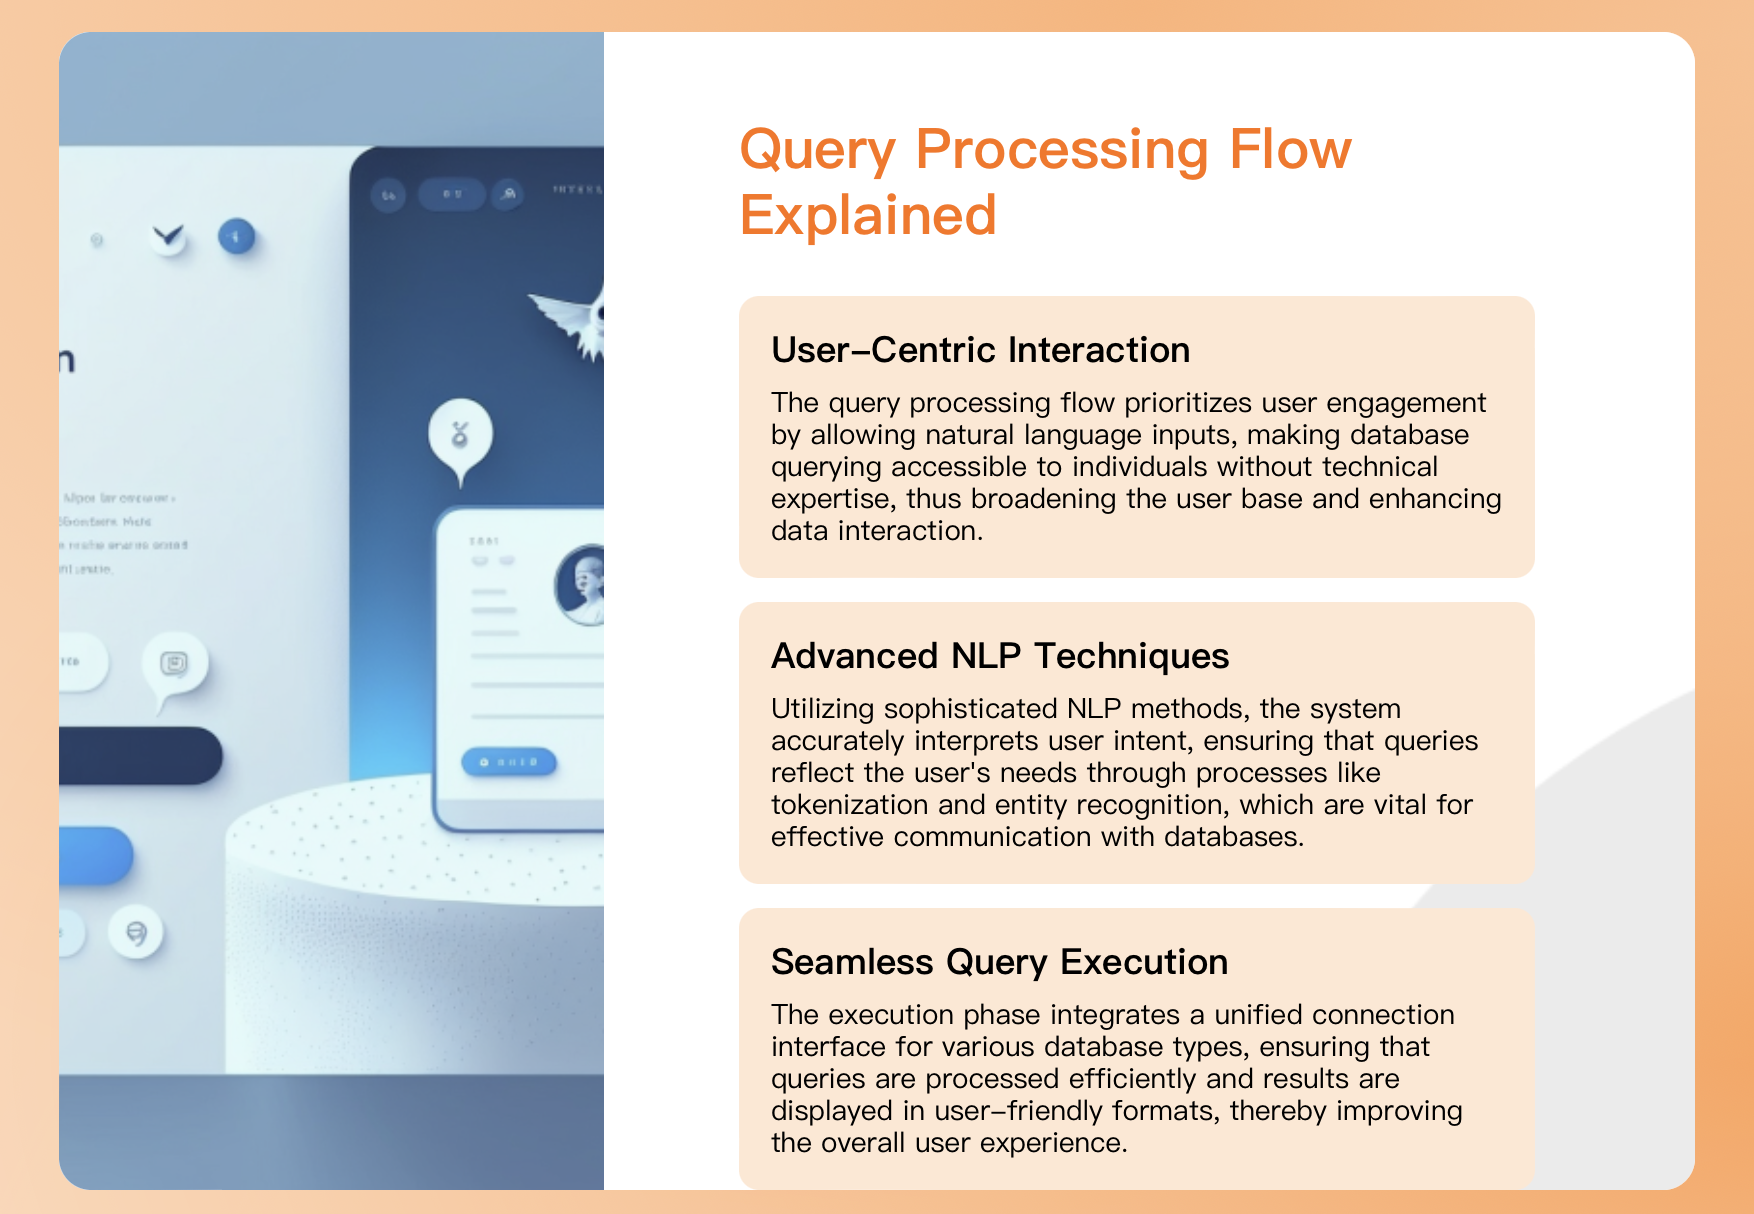 Query Processing Flow
Explained
User-Centric Interaction
The query processing flow prioritizes user engagement
by allowing natural language inputs, making database
querying accessible to individuals without technical
expertise, thus broadening the user base and enhancing
data interaction.
Advanced NLP Techniques
Utilizing sophisticated NLP methods, the system
accurately interprets user intent, ensuring that queries
reflect the user's needs through processes like
tokenization and entity recognition, which are vital for
effective communication with databases.
Seamless Query Execution
The execution phase integrates a unified connection
interface for various database types, ensuring that
queries are processed efficiently and results are
displayed in user-friendly formats, thereby improving
the overall user experience.